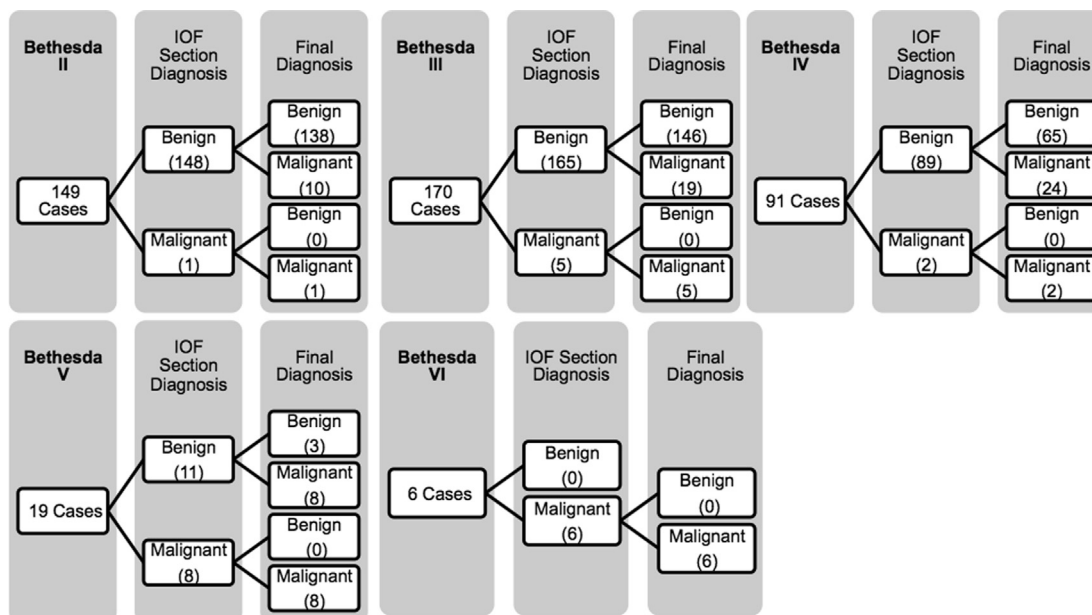 Bethesda
II
IOF
Section
Diagnosis
Final
Diagnosis
149
Cases
Benign
(148)
Malignant
(1)
Benign
(138)
Malignant
(10)
Benign
(0)
Malignant
(1)
Bethesda
III
IOF
Section
Diagnosis
Final
Diagnosis
170
Cases
Benign
(165)
Malignant
(5)
Benign
(146)
Malignant
(19)
Benign
(0)
Malignant
(5)
Bethesda
IV
IOF
Section
Diagnosis
Final
Diagnosis
91 Cases
Benign
(89)
Malignant
(2)
Benign
(65)
Malignant
(24)
Benign
(0)
Malignant
(2)
Bethesda
V
IOF
Section
Diagnosis
Final
Diagnosis
19 Cases
Benign
(11)
Malignant
(8)
Benign
(3)
Malignant
(8)
Benign
(0)
Malignant
(8)
Bethesda
VI
IOF Section
Diagnosis
Final
Diagnosis
6 Cases
Benign
(0)
Malignant
(6)
Benign
(0)
Malignant
(6)